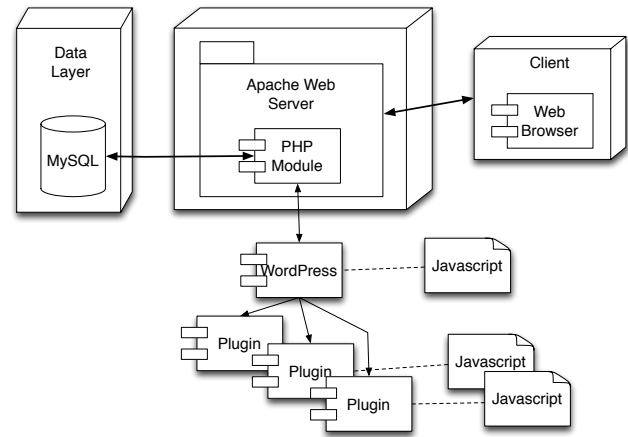 Data
Layer
MySQL
Apache Web
Server
PHP
Module
Client
Web
Browser
WordPress
Javascript
Plugin
Plugin
Plugin
Javascript
Javascript